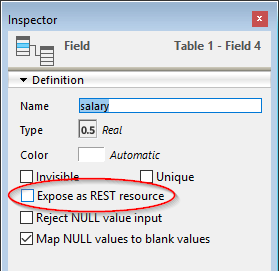 Inspector
Field Table 1 - Field 4
Definition
Name salary
Type 0.5 Real
Color Automatic
Invisible Unique
Expose as REST resource
Reject NULL value input
Map NULL values to blank values